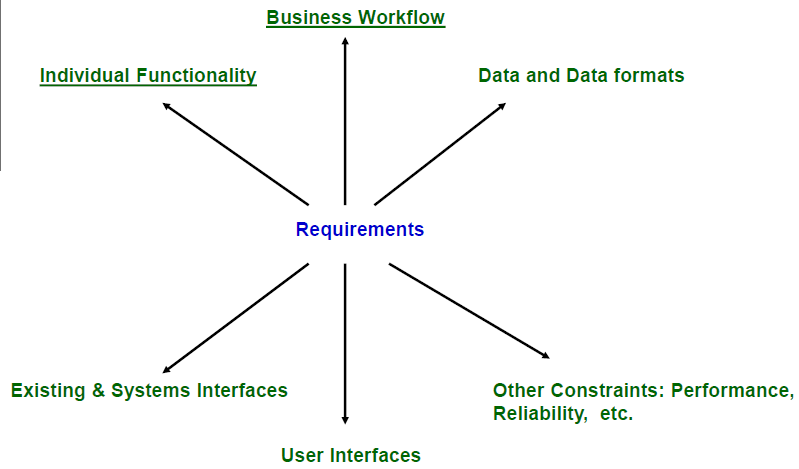 Business Workflow
Individual Functionality
Data and Data formats
Requirements
Existing & Systems Interfaces
Other Constraints: Performance,
Reliability,  etc.
User Interfaces